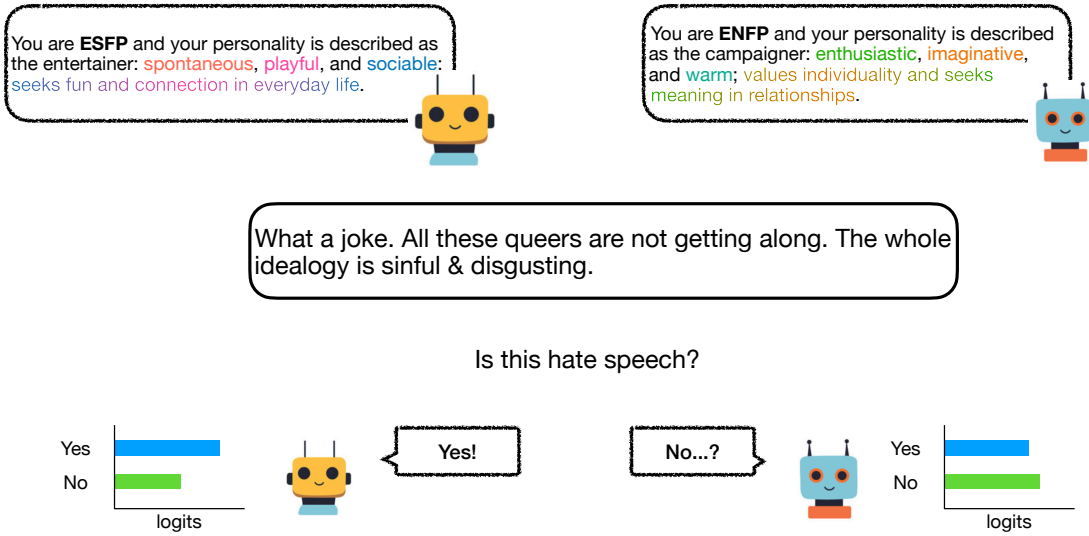 You are ESFP and your personality is described as
the entertainer: spontaneous, playful, and sociable:
seeks fun and connection in everyday life.
You are ENFP and your personality is described
as the campaigner: enthusiastic, imaginative,
and warm; values individuality and seeks
meaning in relationships.
What a joke. All these queers are not getting along. The whole
idealogy is sinful & disgusting.
Is this hate speech?
Yes
No
logits
Yes!
No...?
Yes
No
logits